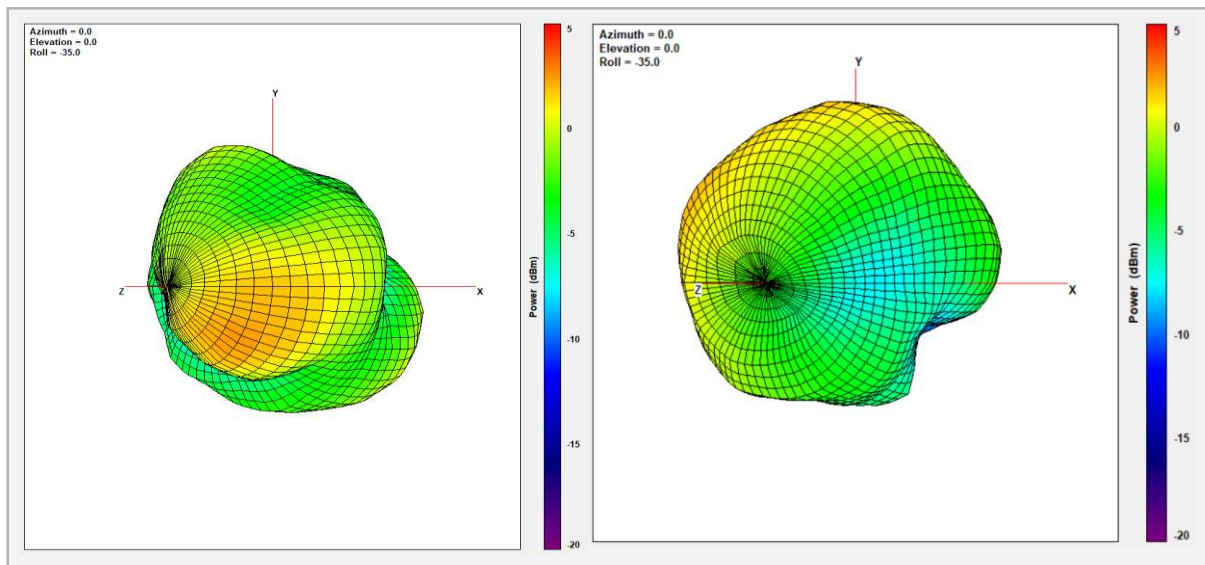 Azimuth = 0.0
Elevation = 0.0
Roll = -35.0
Y
Z
X
5
0
-5
-10
-15
-20
Power (dBm)
Azimuth = 0.0
Elevation = 0.0
Roll = -35.0
Y
Z
X
5
0
-5
-10
-15
-20
Power (dBm)